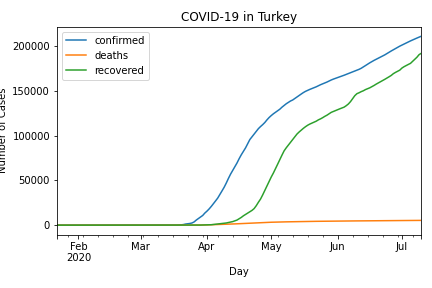 COVID-19 in Turkey
confirmed
deaths
recovered
200000
150000
100000
50000
0
Number of Cases
Feb Mar Apr May Jun Jul
2020
Day